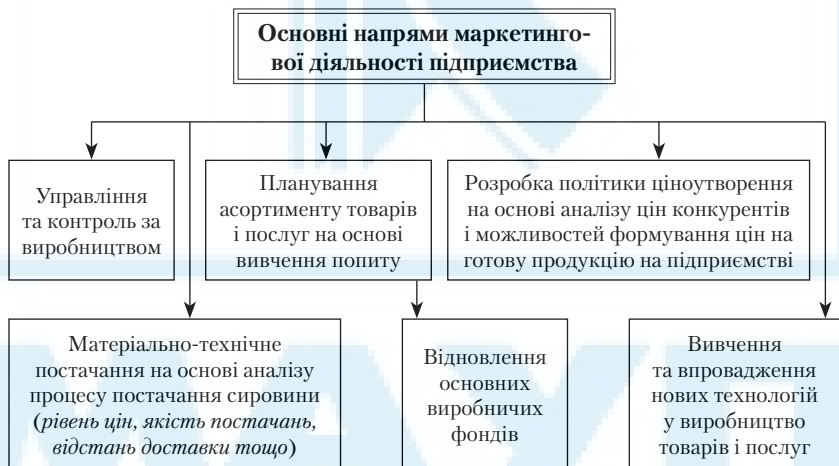 Основні напрями маркетинго-
вої діяльності підприємства
Управління
та контроль за
виробництвом
Планування
асортименту товарів
і послуг на основі
вивчення попиту
Розробка політики ціноутворення
на основі аналізу цін конкурентів
і можливостей формування цін на
готову продукцію на підприємстві
Матеріально-технічне
постачання на основі аналізу
процесу постачання сировини
(рівень цін, якість постачань,
відстань доставки тощо)
Відновлення
основних
виробничих
фондів
Вивчення
та впровадження
нових технологій
у виробництво
товарів і послуг